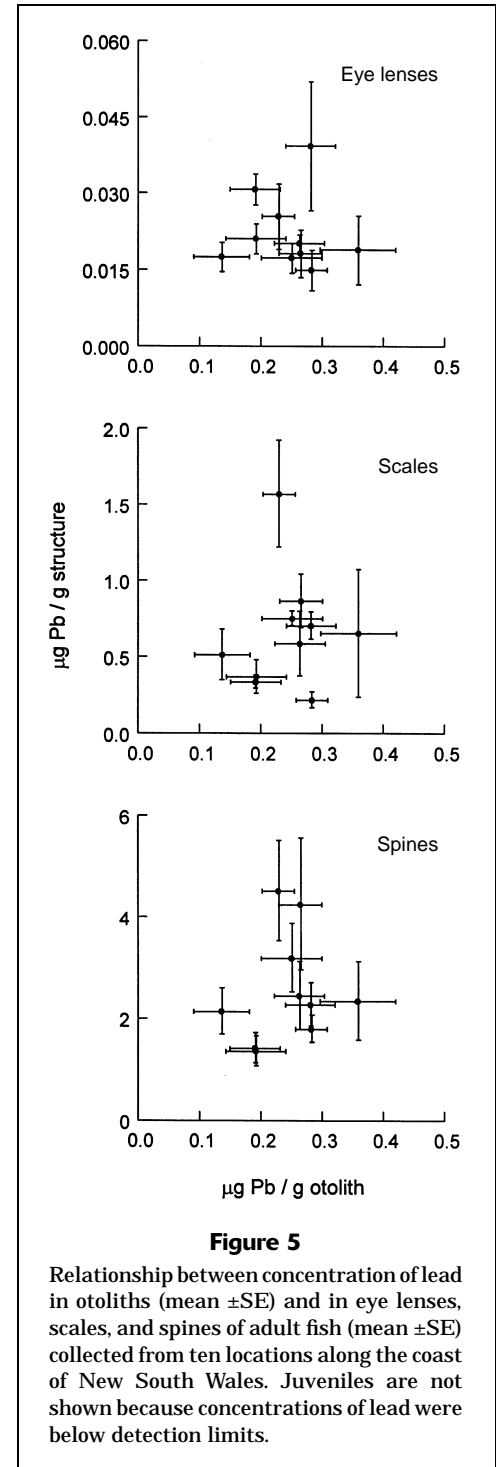 Eye lenses
0.060
0.045
0.030
0.015
0.000
0.0 0.1 0.2 0.3 0.4 0.5
Scales
2.0
1.5
1.0
0.5
0.0
0.0 0.1 0.2 0.3 0.4 0.5
µg Pb / g structure
Spines
6
4
2
0
0.0 0.1 0.2 0.3 0.4 0.5
µg Pb / g otolith
Figure 5
Relationship between concentration of lead
in otoliths (mean ±SE) and in eye lenses,
scales, and spines of adult fish (mean ±SE)
collected from ten locations along the coast
of New South Wales. Juveniles are not
shown because concentrations of lead were
below detection limits.